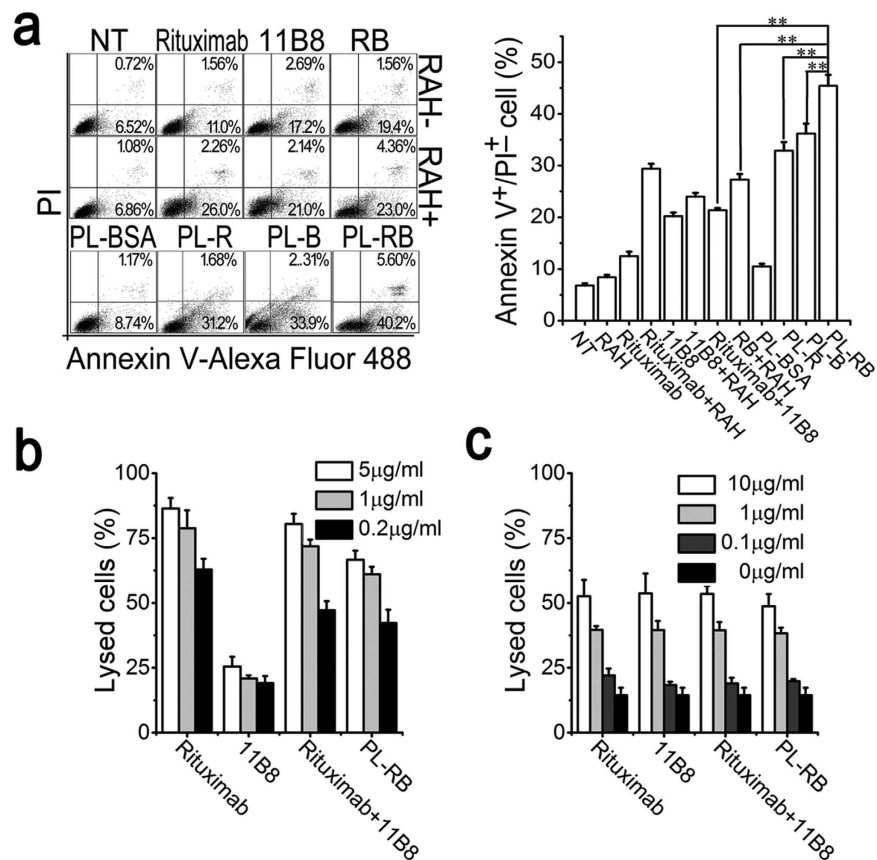 a
NT Rituximab 11B8 RB
0.72% 1.56% 2.69% 1.56%
6.52% 11.0% 17.2% 19.4%
RAH-
1.08% 2.26% 2.14% 4.36%
6.86% 26.0% 21.0% 23.0%
RAH+
PI
PL-BSA PL-R PL-B PL-RB
1.17% 1.68% 2..31% 5.60%
8.74% 31.2% 33.9% 40.2%
Annexin V-Alexa Fluor 488
Annexin V+/PI+− cell (%)
50
40
30
20
10
0
**
**
**
**
NT
RAH
Rituximab
Rituximab+RAH
11B8
11B8+RAH
Rituximab+11B8
RB+RAH
PL-BSA
PL-R
PL-B
PL-RB
b
Lysed cells (%)
100
75
50
25
0
5μg/ml
1μg/ml
0.2μg/ml
Rituximab
11B8
Rituximab+11B8
PL-RB
c
Lysed cells (%)
100
75
50
25
0
10μg/ml
1μg/ml
0.1μg/ml
0μg/ml
Rituximab
11B8
Rituximab+11B8
PL-RB